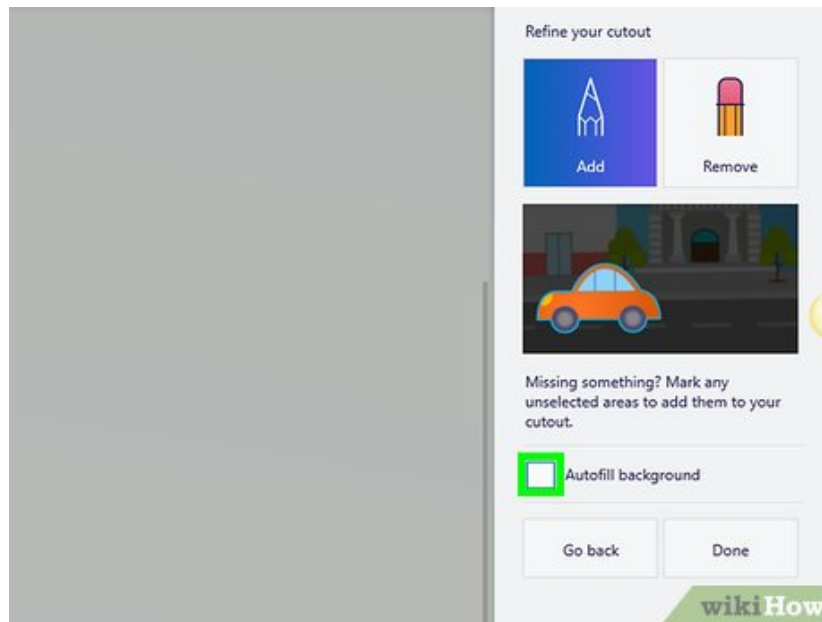 Refine your cutout
Add
Remove
Missing something? Mark any
unselected areas to add them to your
cutout.
Autofill background
Go back
Done
wikiHow